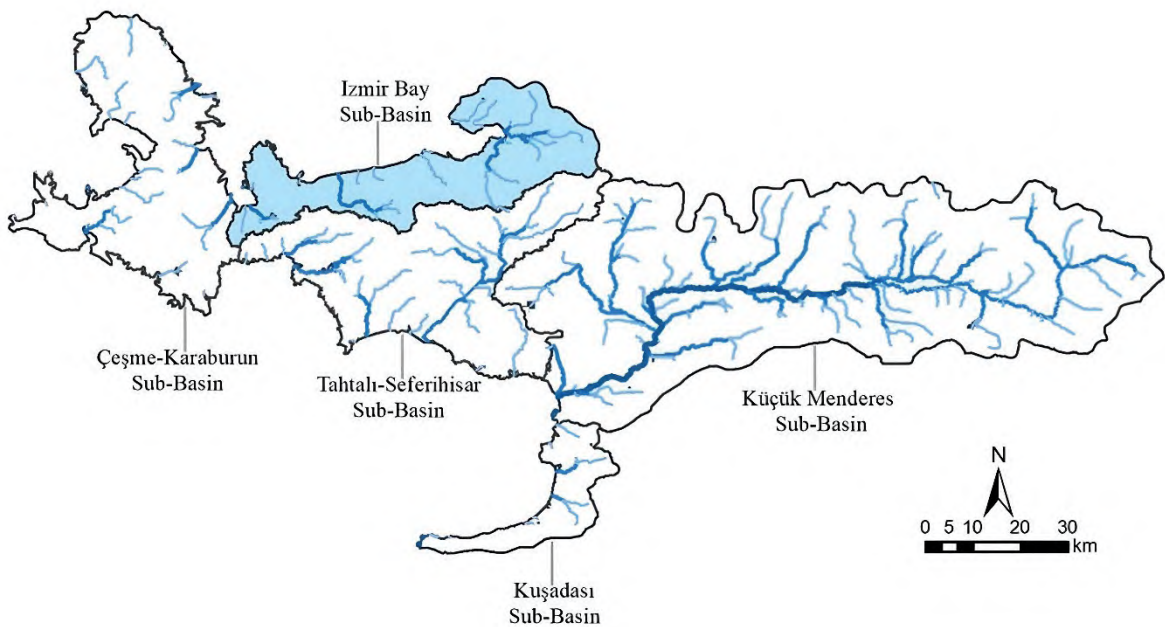 Izmir Bay
Sub-Basin
Çeşme-Karaburun
Sub-Basin
Tahtalı-Seferihisar
Sub-Basin
Küçük Menderes
Sub-Basin
Kuşadası
Sub-Basin
N
0 5 10 20 30
km